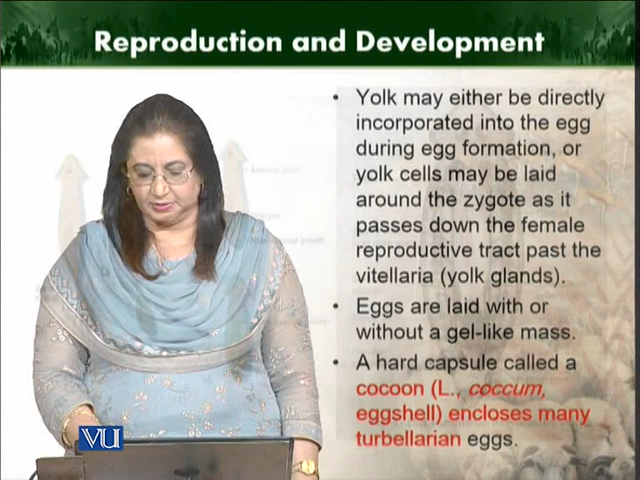 Reproduction and Development
• Yolk may either be directly
incorporated into the egg
during egg formation, or
yolk cells may be laid
around the zygote as it
passes down the female
reproductive tract past the
vitellaria (yolk glands).
• Eggs are laid with or
without a gel-like mass.
• A hard capsule called a
cocoon (L., coccum,
eggshell) encloses many
turbellarian eggs.
VU